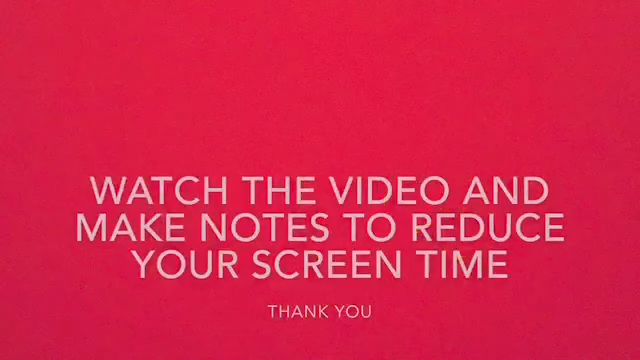 WATCH THE VIDEO AND
MAKE NOTES TO REDUCE
YOUR SCREEN TIME
THANK YOU